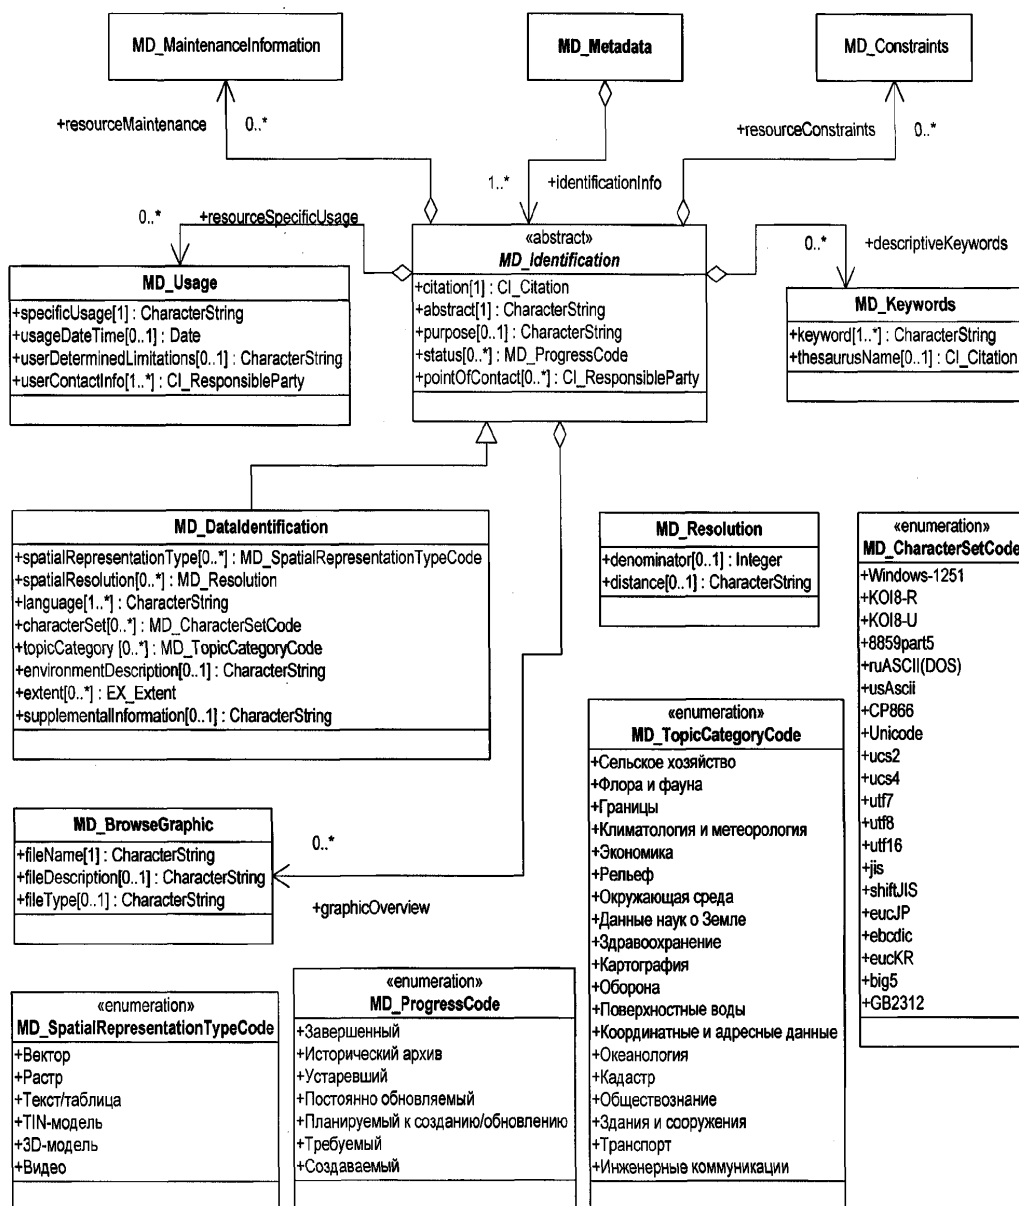 MD_MaintenanceInformation
MD_Metadata
MD_Constraints
+resourceMaintenance
0..*
+resourceConstraints
0..*
1..*
+identificationInfo
0..*
+resourceSpecificUsage
0..*
+descriptiveKeywords
«abstract»
MD_Identification
+citation[1] : CI_Citation
+abstract[1] : CharacterString
+purpose[0..1] : CharacterString
+status[0..*] : MD_ProgressCode
+pointOfContact[0..*] : CI_ResponsibleParty
MD_Usage
+specificUsage[1] : CharacterString
+usageDateTime[0..1] : Date
+userDeterminedLimitations[0..1] : CharacterString
+userContactInfo[1..*] : CI_ResponsibleParty
MD_Keywords
+keyword[1..*] : CharacterString
+thesaurusName[0..1] : CI_Citation
MD_DataIdentification
+spatialRepresentationType[0..*] : MD_SpatialRepresentationTypeCode
+spatialResolution[0..*] : MD_Resolution
+language[1..*] : CharacterString
+characterSet[0..*] : MD_CharacterSetCode
+topicCategory [0..*] : MD_TopicCategoryCode
+environmentDescription[0..1] : CharacterString
+extent[0..*] : EX_Extent
+supplementalInformation[0..1] : CharacterString
MD_Resolution
+denominator[0..1] : Integer
+distance[0..1] : CharacterString
«enumeration»
MD_CharacterSetCode
+Windows-1251
+KOI8-R
+KOI8-U
+8859part5
+ruASCII(DOS)
+usAscii
+CP866
+Unicode
+ucs2
+ucs4
+utf7
+utf8
+utf16
+jis
+shiftJIS
+eucJP
+ebcdic
+eucKR
+big5
+GB2312
«enumeration»
MD_TopicCategoryCode
+Сельское хозяйство
+Флора и фауна
+Границы
+Климатология и метеорология
+Экономика
+Рельеф
+Окружающая среда
+Данные наук о Земле
+Здравоохранение
+Картография
+Оборона
+Поверхностные воды
+Координатные и адресные данные
+Океанология
+Кадастр
+Обществознание
+Здания и сооружения
+Транспорт
+Инженерные коммуникации
MD_BrowseGraphic
+fileName[1] : CharacterString
+fileDescription[0..1] : CharacterString
+fileType[0..1] : CharacterString
0..*
+graphicOverview
«enumeration»
MD_SpatialRepresentationTypeCode
+Вектор
+Растр
+Текст/таблица
+TIN-модель
+3D-модель
+Видео
«enumeration»
MD_ProgressCode
+Завершенный
+Исторический архив
+Устаревший
+Постоянно обновляемый
+Планируемый к созданию/обновлению
+Требуемый
+Создаваемый